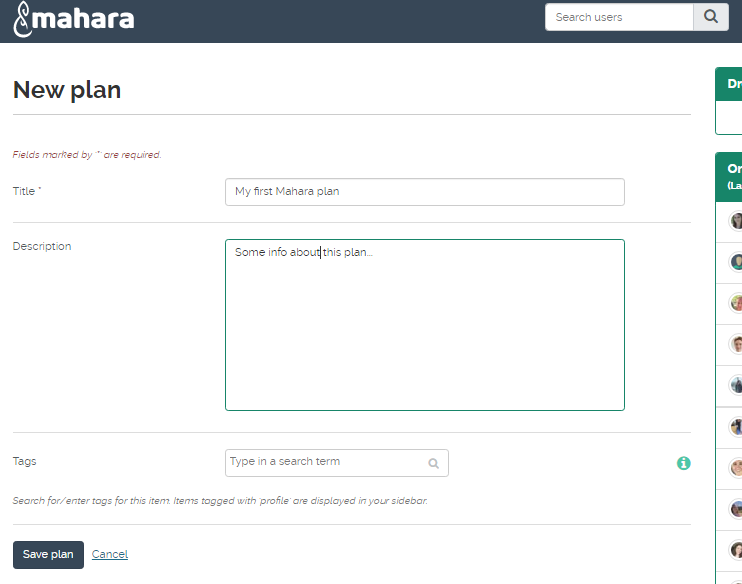 mahara
Search users
New plan
Dr
Fields marked by '*' are required.
Title *
My first Mahara plan
On
(La
Description
Some info about this plan...
Tags
Type in a search term
Search for/enter tags for this item. Items tagged with 'profile' are displayed in your sidebar.
Save plan
Cancel